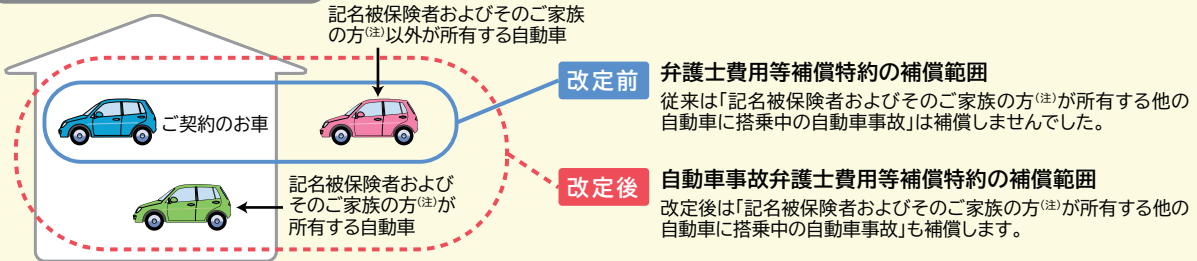 記名被保険者およびそのご家族
の方(注)以外が所有する自動車
ご契約のお車
記名被保険者および
そのご家族の方(注)が
所有する自動車
改定前
弁護士費用等補償特約の補償範囲
従来は「記名被保険者およびそのご家族の方(注)が所有する他の
自動車に搭乗中の自動車事故」は補償しませんでした。
改定後
自動車事故弁護士費用等補償特約の補償範囲
改定後は「記名被保険者およびそのご家族の方(注)が所有する他の
自動車に搭乗中の自動車事故」も補償します。